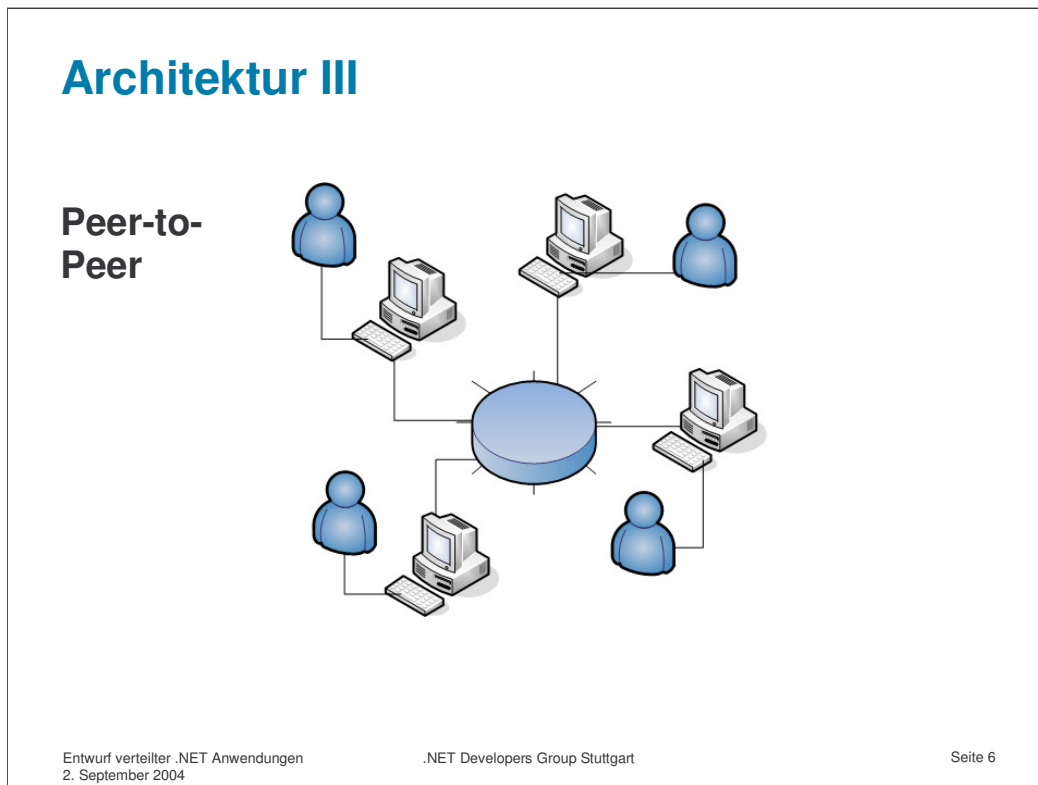 Architektur III
Peer-to-
Peer
Entwurf verteilter .NET Anwendungen
2. September 2004
.NET Developers Group Stuttgart
Seite 6